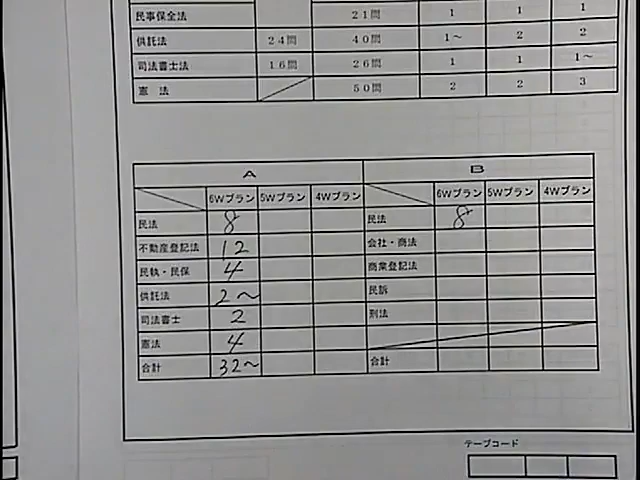 民事保全法 21問 1 1 1
供託法 24問 40問 1~ 2 2
司法書士法 16問 26問 1 1 1~
憲 法 50問 2 2 3
A B
6Wプラン 5Wプラン 4Wプラン 6Wプラン 5Wプラン 4Wプラン
民法 8 民法 8
不動産登記法 12 会社・商法
民執・民保 4 商業登記法
供託法 2~ 民訴
司法書士 2 刑法
憲法 4
合計 32~ 合計
テープコード